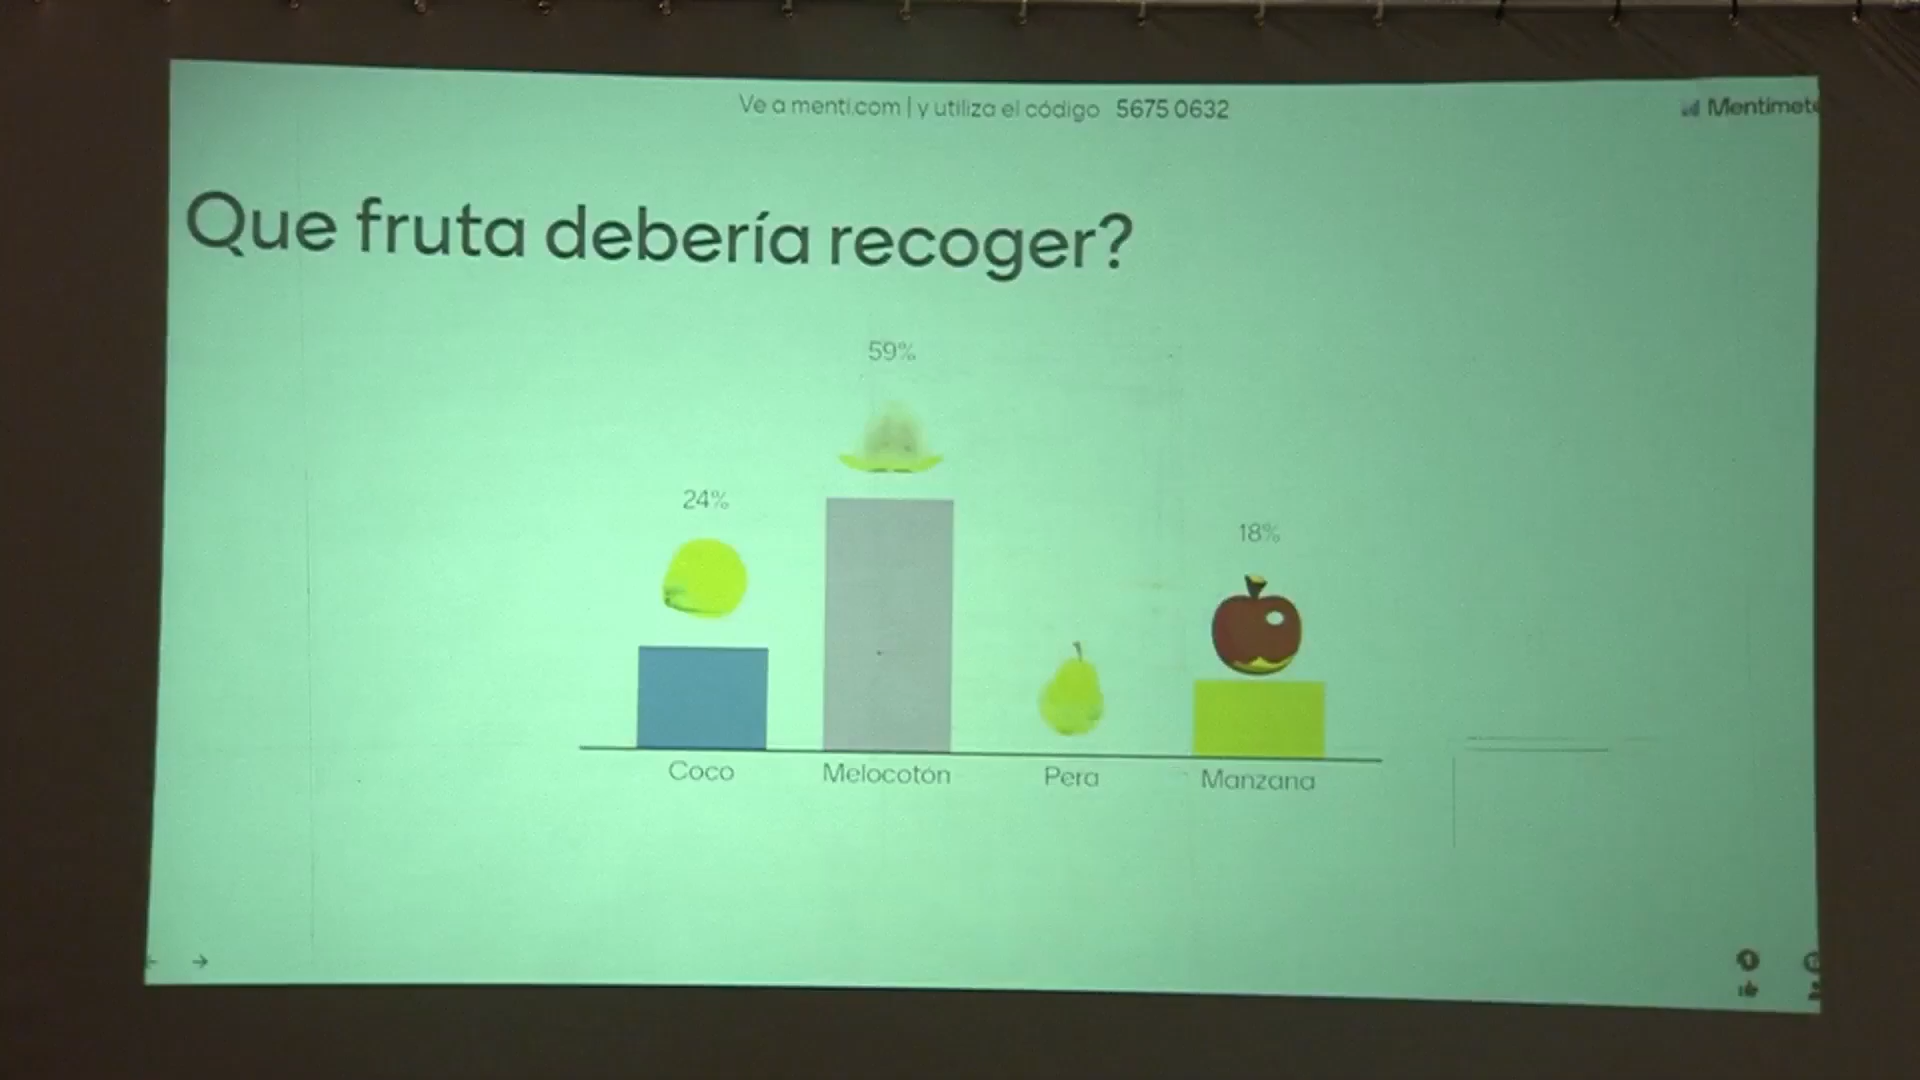 Ve a menti.com | y utiliza el código 5675 0632
Mentimete
Que fruta debería recoger?
59%
24%
18%
Coco Melocotón Pera Manzana